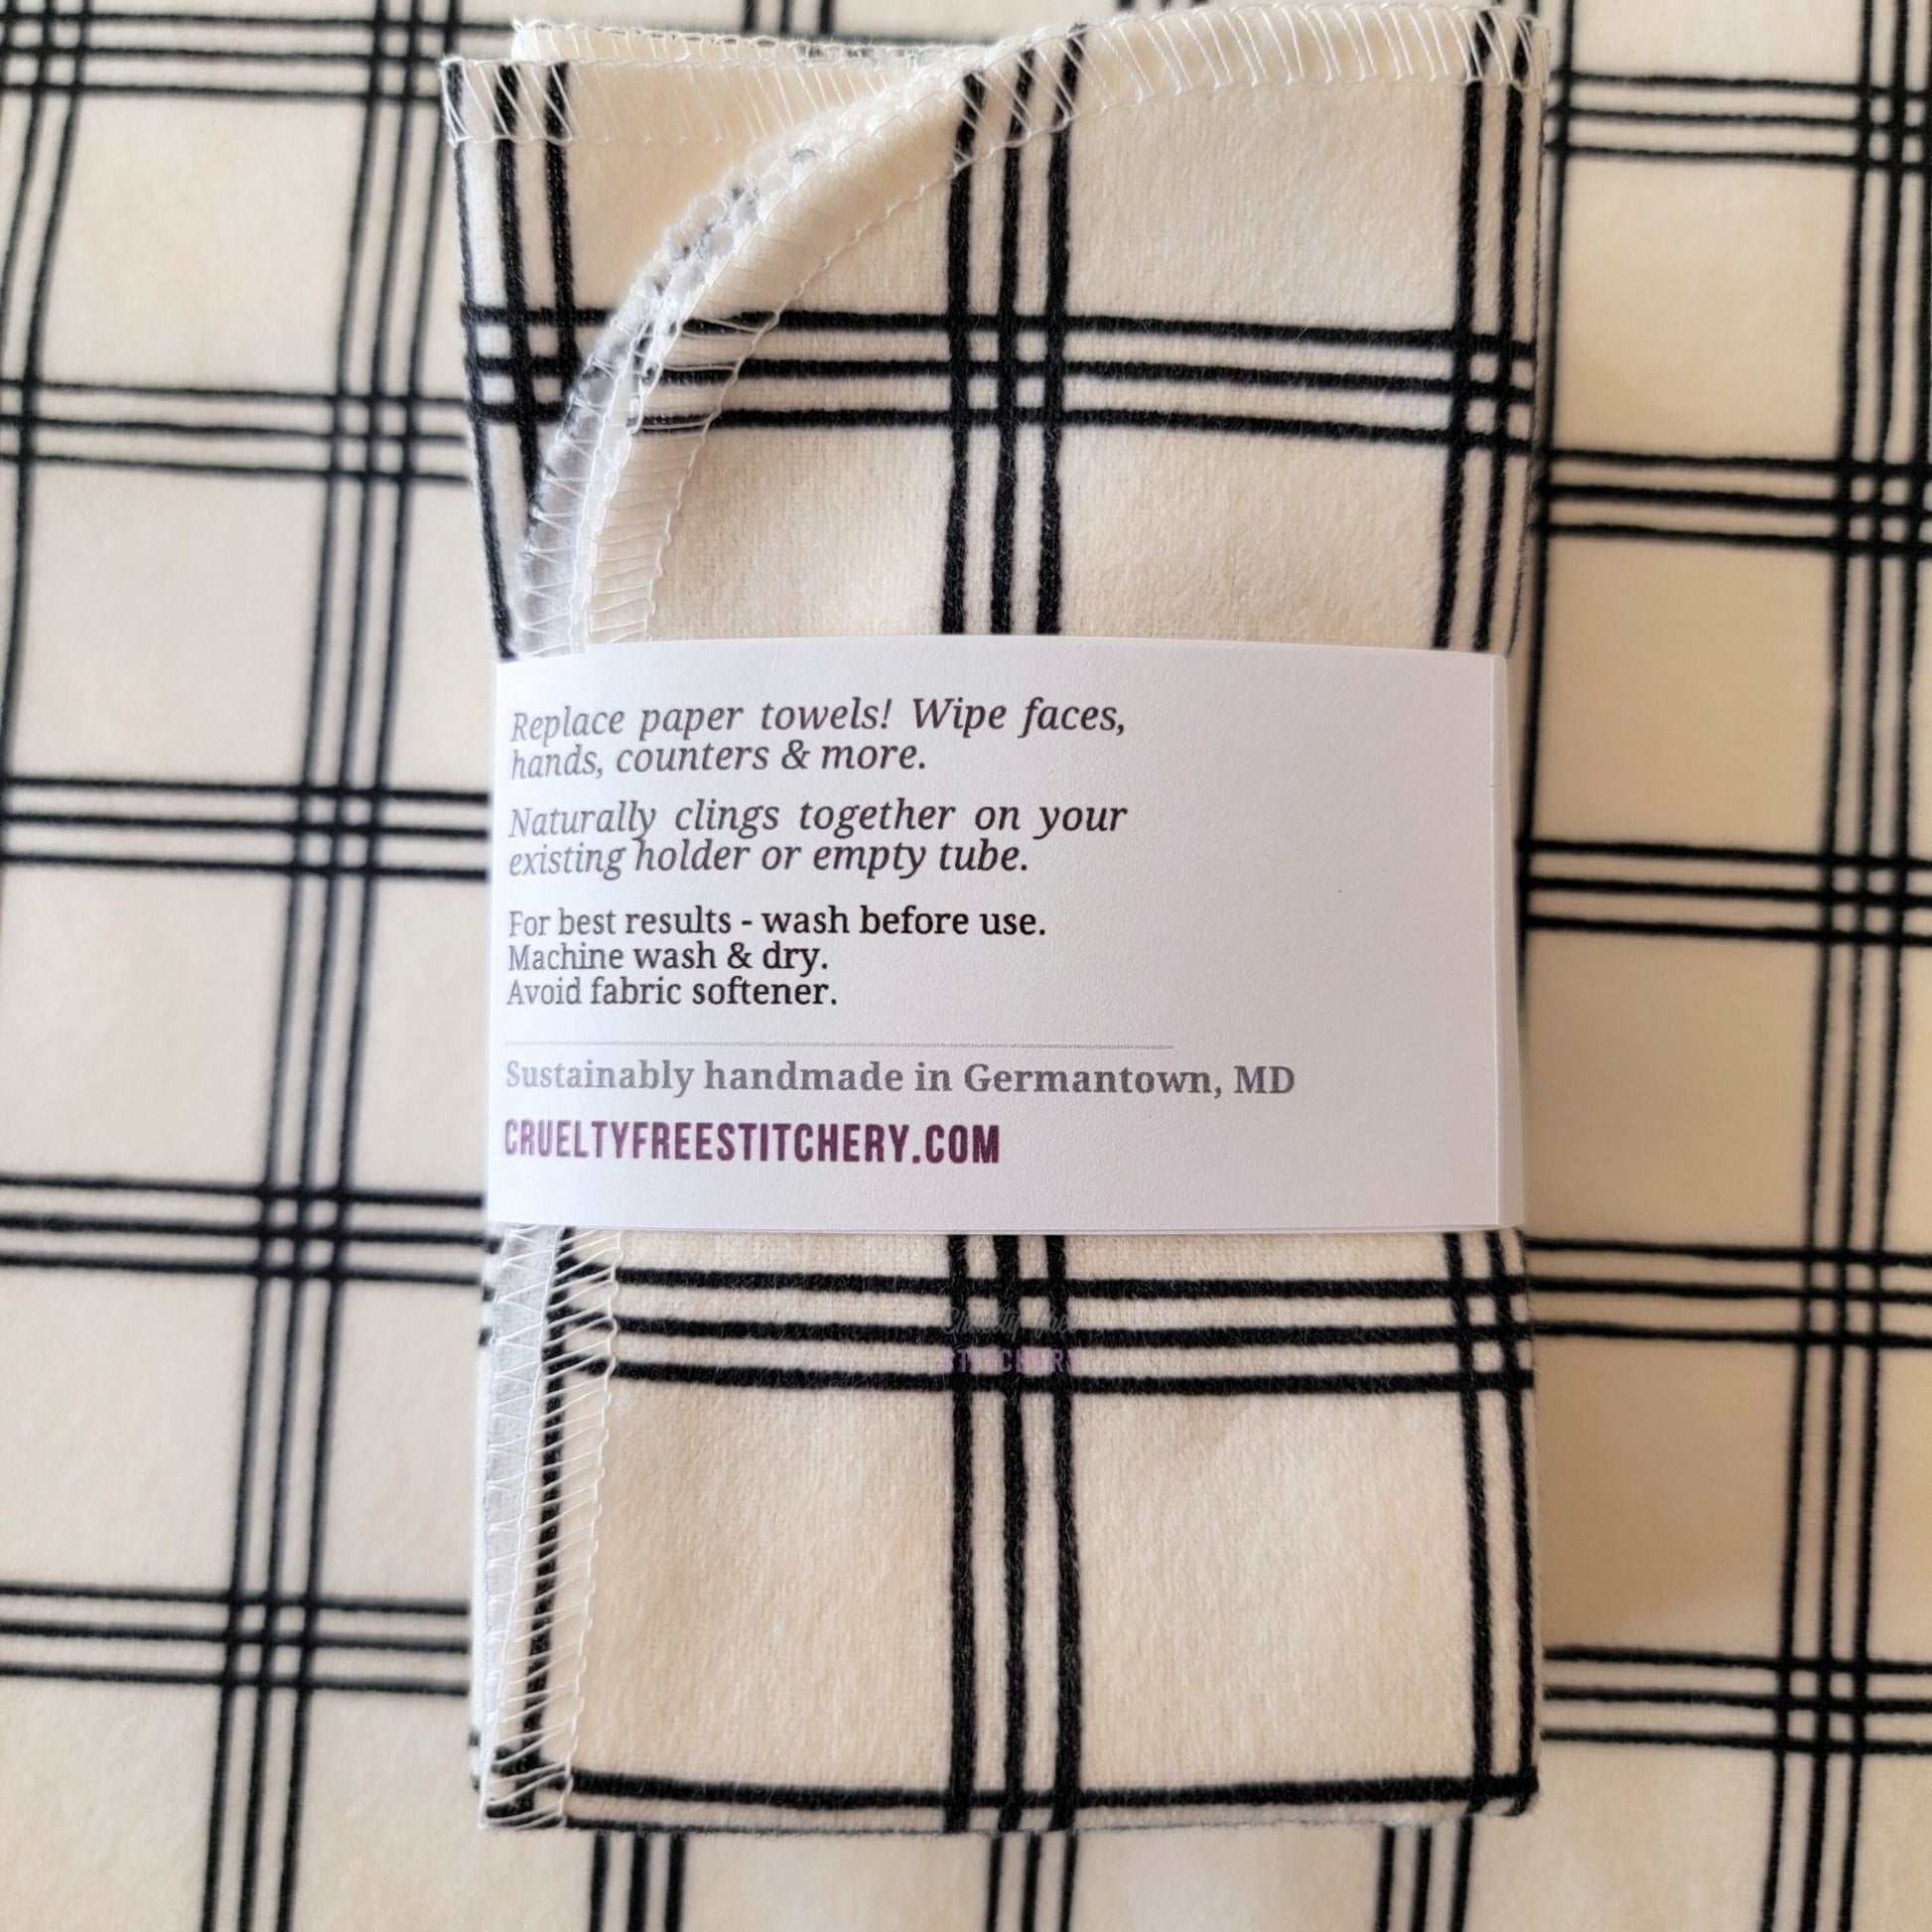 Replace paper towels! Wipe faces,
hands, counters & more.
Naturally clings together on your
existing holder or empty tube.
For best results - wash before use.
Machine wash & dry.
Avoid fabric softener.
Sustainably handmade in Germantown, MD
CRUELTYFREESTITCHERY.COM
STITCHERY